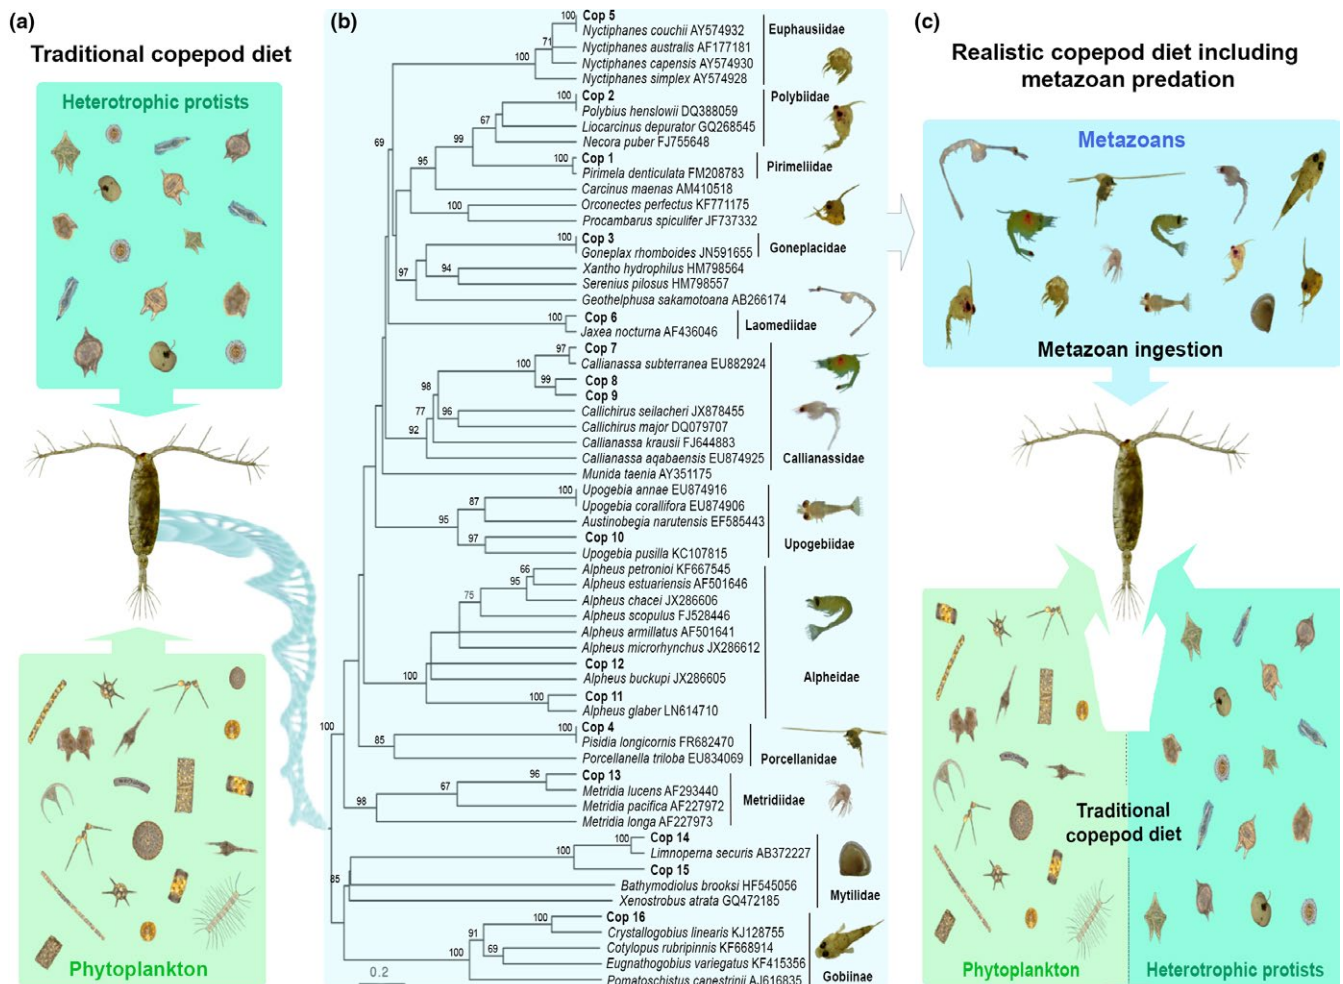 (a)
Traditional copepod diet
Heterotrophic protists
Phytoplankton
(b)
100
Cop 5
Nyctiphanes couchii AY574932
Euphausiidae
71
Nyctiphanes australis AF177181
100
Nyctiphanes capensis AY574930
Nyctiphanes simplex AY574928
100
Cop 2
Polybiidae
Polybius henslowii DQ388059
67
Liocarcinus depurator GQ268545
99
Necora puber FJ755648
69
100
Cop 1
Pirimeliidae
95
Pirimela denticulata FM208783
Carcinus maenas AM410518
Orconectes perfectus KF771175
100
Procambarus spiculifer JF737332
100
Cop 3
Goneplacidae
Goneplax rhomboides JN591655
97
94
Xantho hydrophilus HM798564
Serenius pilosus HM798557
Geothelphusa sakamotoana AB266174
100
Cop 6
Laomediidae
Jaxea nocturna AF436046
97
Cop 7
100
Callianassa subterranea EU882924
99
Cop 8
98
Cop 9
77
96
Callichirus seilacheri JX878455
92
Callichirus major DQ079707
Callianassa krausii FJ644883
Callianassa aqabaensis EU874925
Callianassidae
Munida taenia AY351175
100
Upogebia annae EU874916
87
Upogebia corallifera EU874906
95
Austinobegia narutensis EF585443
97
Cop 10
Upogebiidae
Upogebia pusilla KC107815
66
Alpheus petronioi KF667545
95
Alpheus estuariensis AF501646
75
Alpheus chacei JX286606
Alpheus scopulus FJ528446
Alpheus armillatus AF501641
Alpheus microrhynchus JX286612
Cop 12
100
Alpheus buckupi JX286605
Alpheidae
100
Cop 11
Alpheus glaber LN614710
100
100
Cop 4
85
Pisidia longicornis FR682470
Porcellanella triloba EU834069
Porcellanidae
96
Cop 13
67
Metridia lucens AF293440
98
Metridia pacifica AF227972
Metridiidae
Metridia longa AF227973
100
Cop 14
100
Limnoperna securis AB372227
Cop 15
85
Bathymodiolus brooksi HF545056
Mytilidae
Xenostrobus atrata GQ472185
100
Cop 16
91
Crystallogobius linearis KJ128755
69
Cotylopus rubripinnis KF668914
100
Eugnathogobius variegatus KF415356
Gobiinae
Pomatoschistus canestrinii AJ616835
0.2
(c)
Realistic copepod diet including
metazoan predation
Metazoans
Metazoan ingestion
Traditional
copepod diet
Phytoplankton
Heterotrophic protists